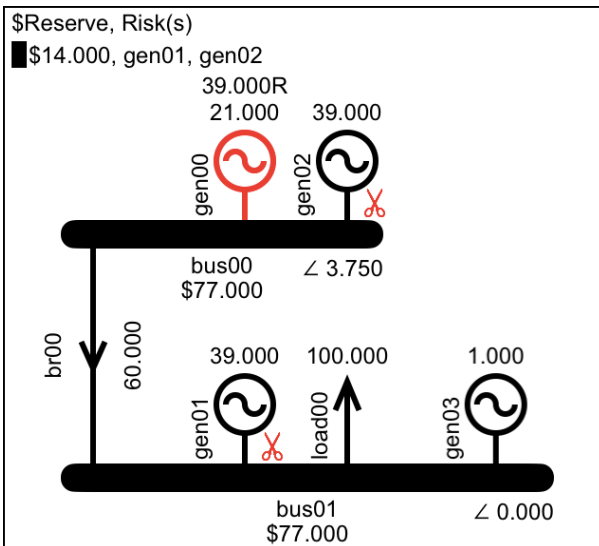 $Reserve, Risk(s)
$14.000, gen01, gen02
39.000R
21.000
39.000
gen00
gen02
bus00
∠ 3.750
$77.000
br00
60.000
39.000
100.000
1.000
gen01
load00
gen03
bus01
∠ 0.000
$77.000